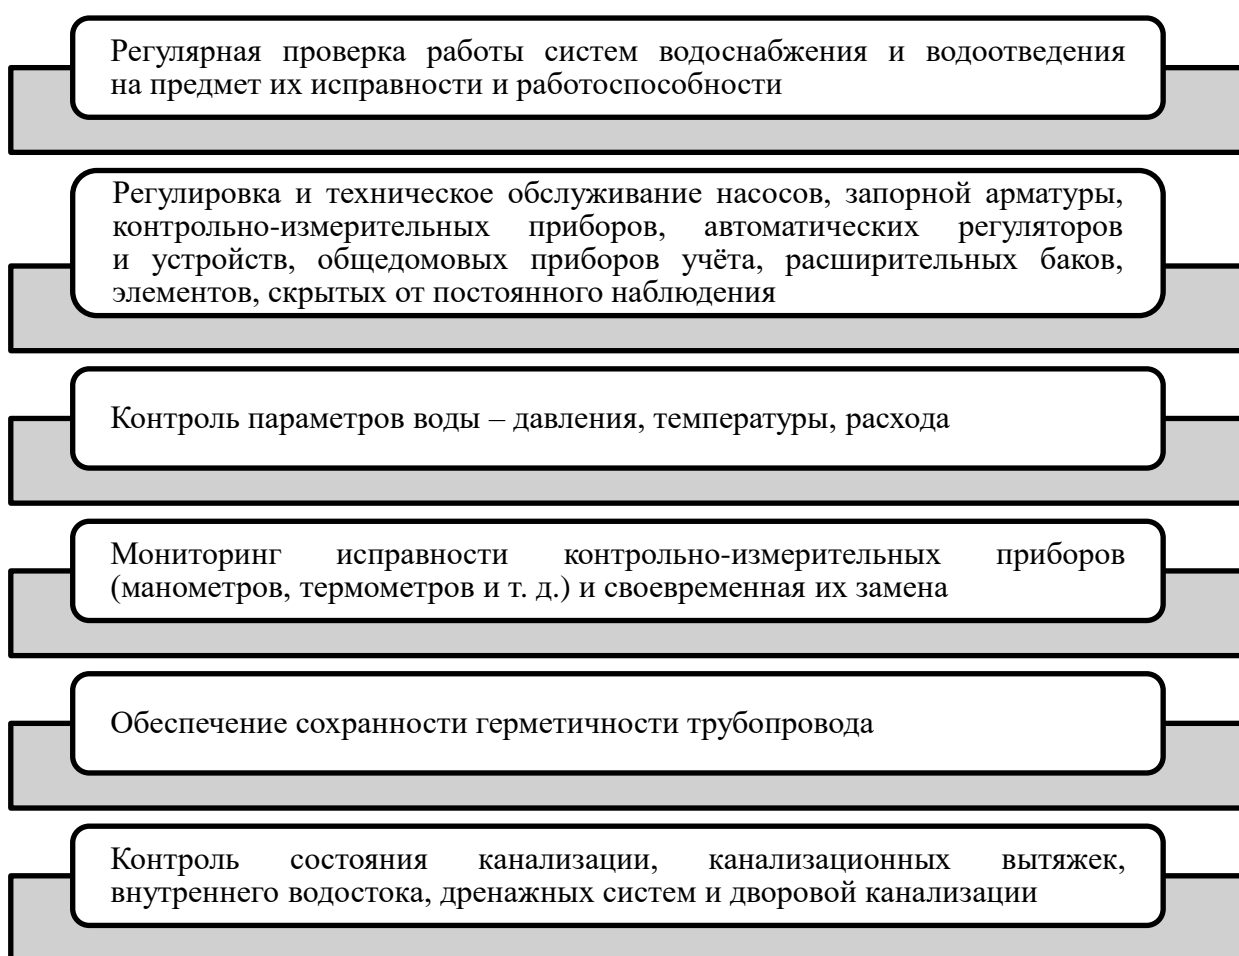 Регулярная проверка работы систем водоснабжения и водоотведения
на предмет их исправности и работоспособности
Регулировка и техническое обслуживание насосов, запорной арматуры,
контрольно-измерительных приборов, автоматических регуляторов
и устройств, общедомовых приборов учёта, расширительных баков,
элементов, скрытых от постоянного наблюдения
Контроль параметров воды – давления, температуры, расхода
Мониторинг исправности контрольно-измерительных приборов
(манометров, термометров и т. д.) и своевременная их замена
Обеспечение сохранности герметичности трубопровода
Контроль состояния канализации, канализационных вытяжек,
внутреннего водостока, дренажных систем и дворовой канализации